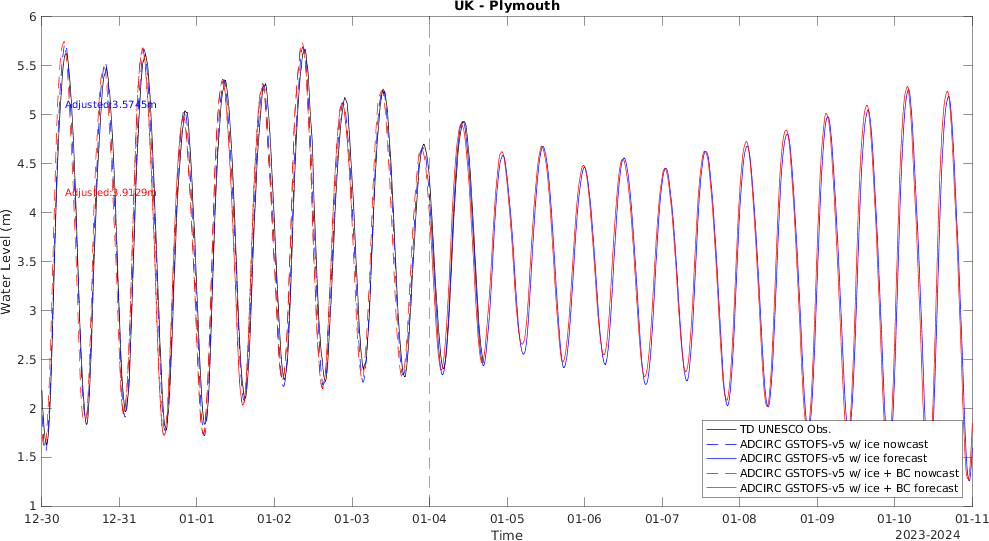 UK - Plymouth
6
5.5
5
4.5
4
3.5
3
2.5
2
1.5
1
Water Level (m)
Adjusted:3.5745m
Adjusted:3.9129m
TD UNESCO Obs.
ADCIRC GSTOFS-v5 w/ ice nowcast
ADCIRC GSTOFS-v5 w/ ice forecast
ADCIRC GSTOFS-v5 w/ ice + BC nowcast
ADCIRC GSTOFS-v5 w/ ice + BC forecast
12-30 12-31 01-01 01-02 01-03 01-04 01-05 01-06 01-07 01-08 01-09 01-10 01-11
Time
2023-2024